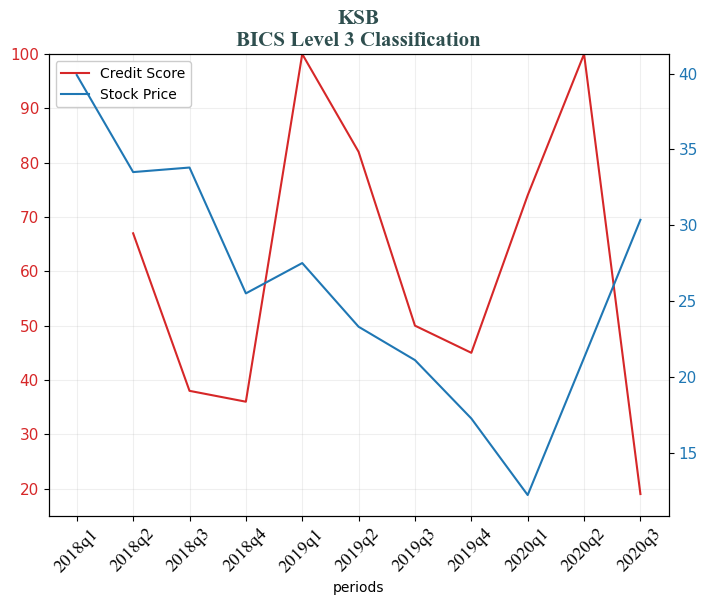 KSB
BICS Level 3 Classification
Credit Score
Stock Price
100
90
80
70
60
50
40
30
20
40
35
30
25
20
15
2018q1
2018q2
2018q3
2018q4
2019q1
2019q2
2019q3
2019q4
2020q1
2020q2
2020q3
periods